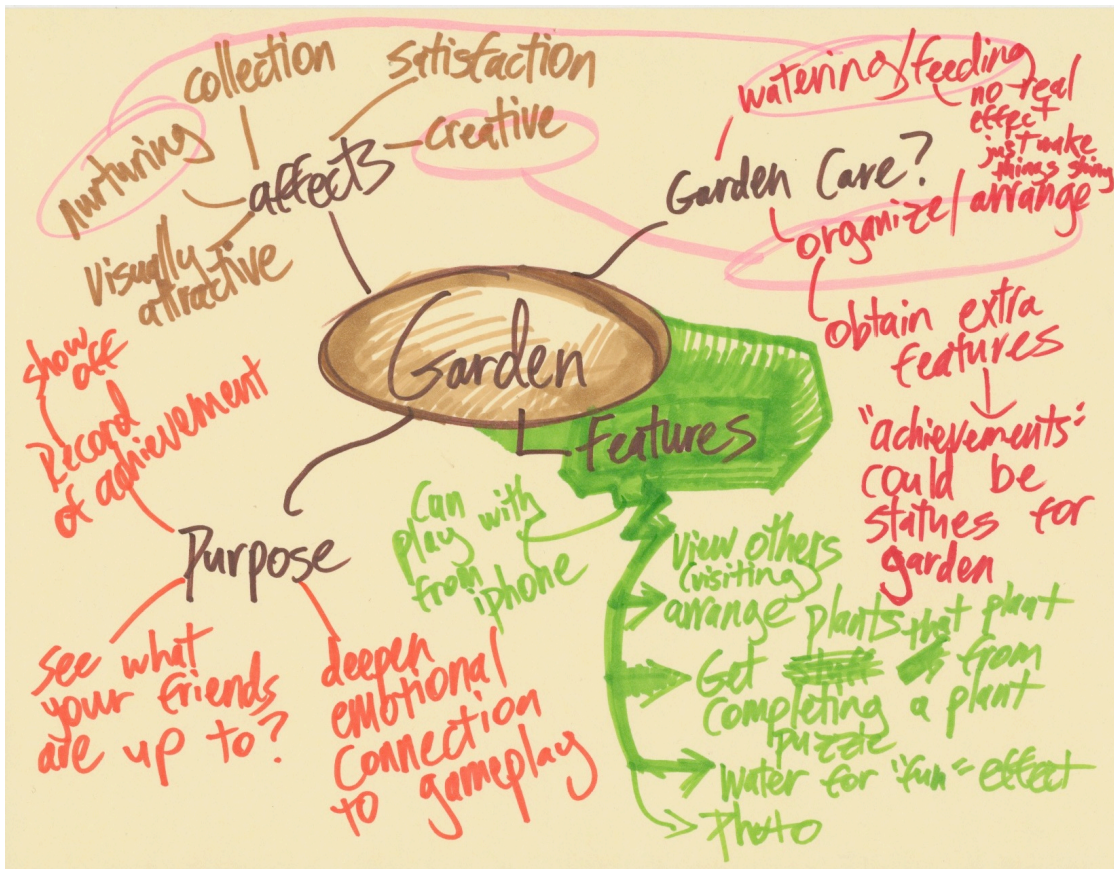 Garden
affects
collection
satisfaction
creative
nurturing
visually
attractive
Garden Care?
watering/feeding
no real
effect
just make
things shiny
organize/arrange
obtain extra
features
"achievements"
could be
statues for
garden
Features
can
play with
from
iphone
view others
(visiting)
arrange plants
Get that plant from
completing a plant
puzzle
water for "fun" effect
Photo
Purpose
Record
of achievement
show
off
see what
your friends
are up to?
deepen
emotional
connection
to gameplay